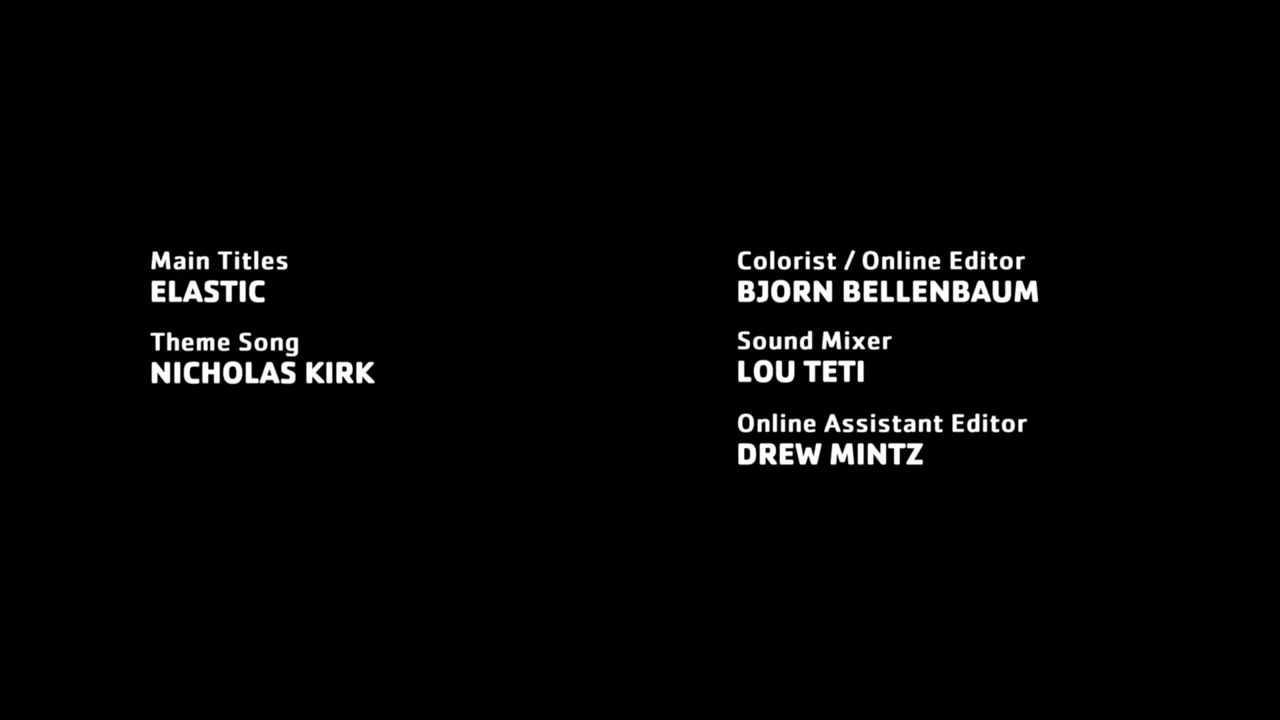 Main Titles
ELASTIC
Theme Song
NICHOLAS KIRK
Colorist / Online Editor
BJORN BELLENBAUM
Sound Mixer
LOU TETI
Online Assistant Editor
DREW MINTZ